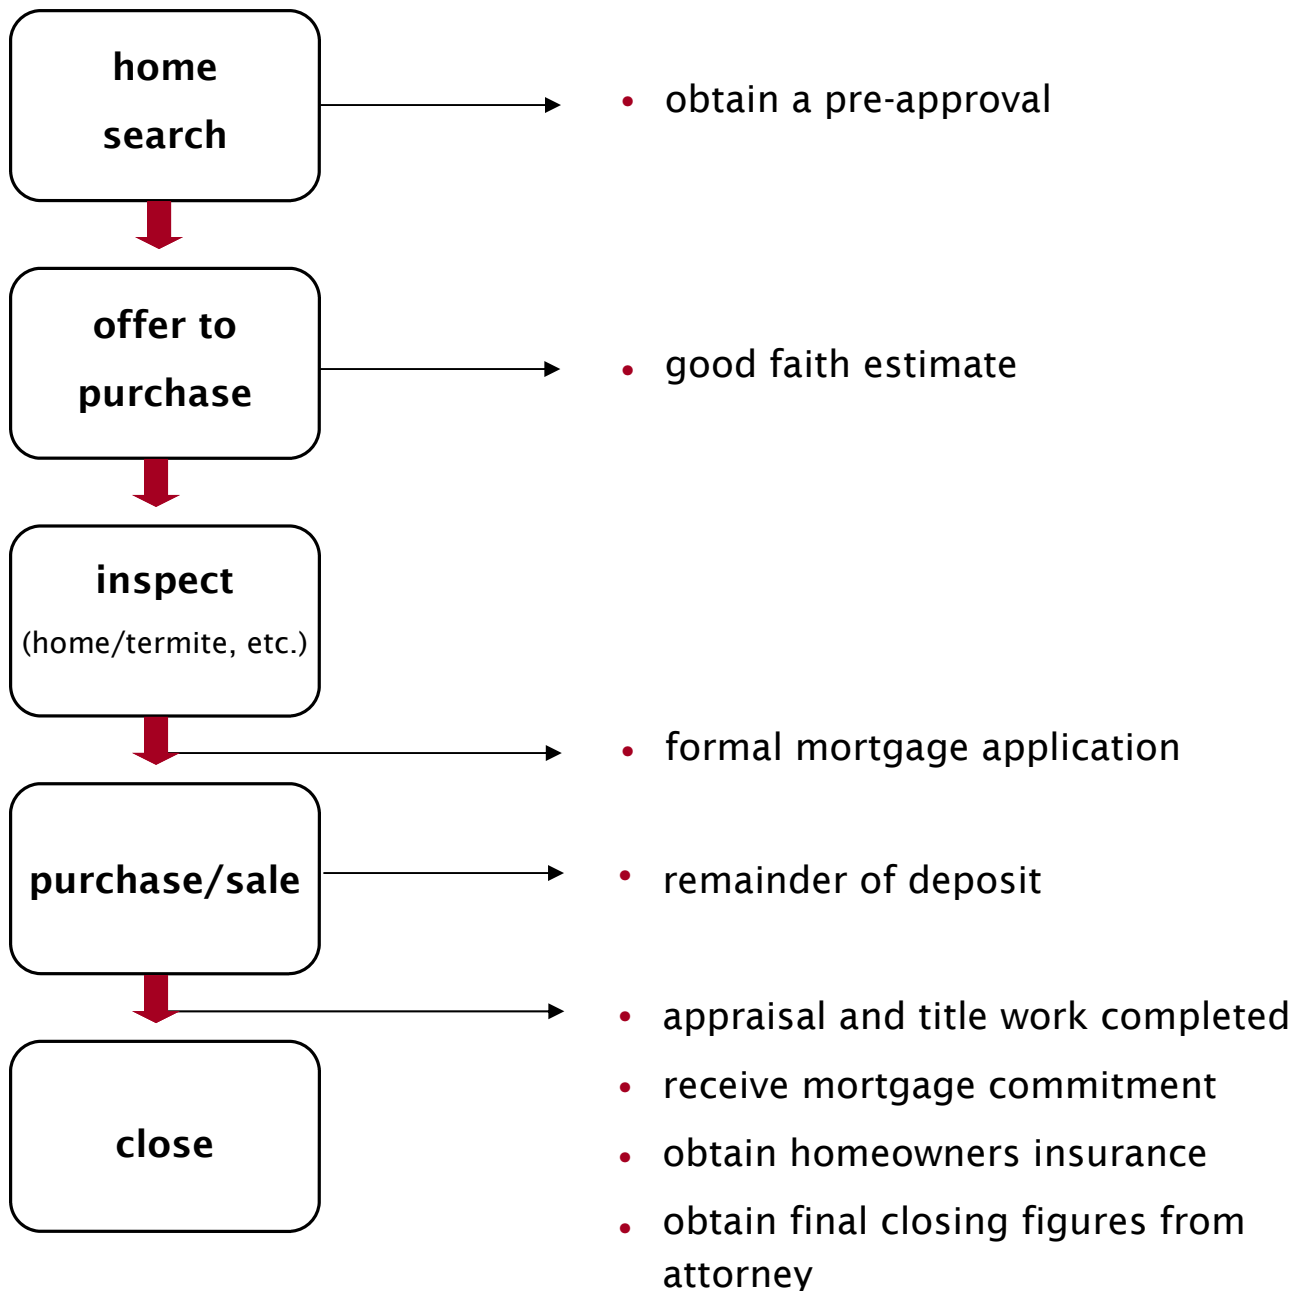 home
search
• obtain a pre-approval
offer to
purchase
• good faith estimate
inspect
(home/termite, etc.)
• formal mortgage application
purchase/sale
• remainder of deposit
• appraisal and title work completed
close
• receive mortgage commitment
• obtain homeowners insurance
• obtain final closing figures from
attorney